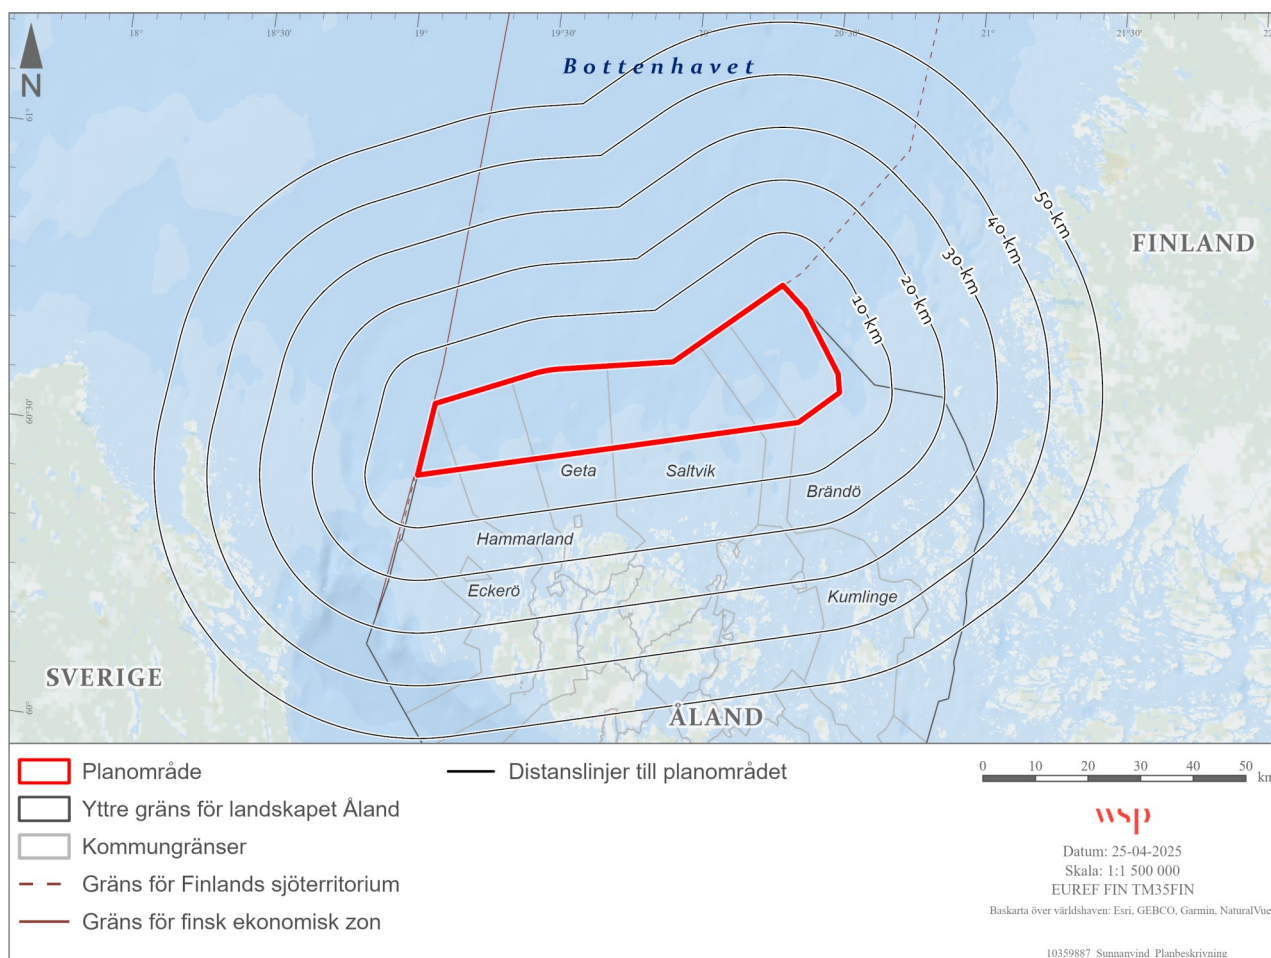 18° 18°30' 19° 19°30' 20° 20°30' 21° 21°30'
Bottenhavet
N
61°
50-km
40-km
FINLAND
30-km
20-km
10-km
60°30'
Geta
Saltvik
Brändö
Hammarland
Eckerö
Kumlinge
SVERIGE
60°
ÅLAND
Planområde
Distanslinjer till planområdet
0 10 20 30 40 50
km
Yttre gräns för landskapet Åland
Kommungränser
wsp
Datum: 25-04-2025
Skala: 1:1 500 000
EUREF FIN TM35FIN
Gräns för Finlands sjöterritorium
Gräns för finsk ekonomisk zon
Baskarta över världshaven: Esri, GEBCO, Garmin, NaturalVue
10359887_Sunnanvind_Planbeskrivning